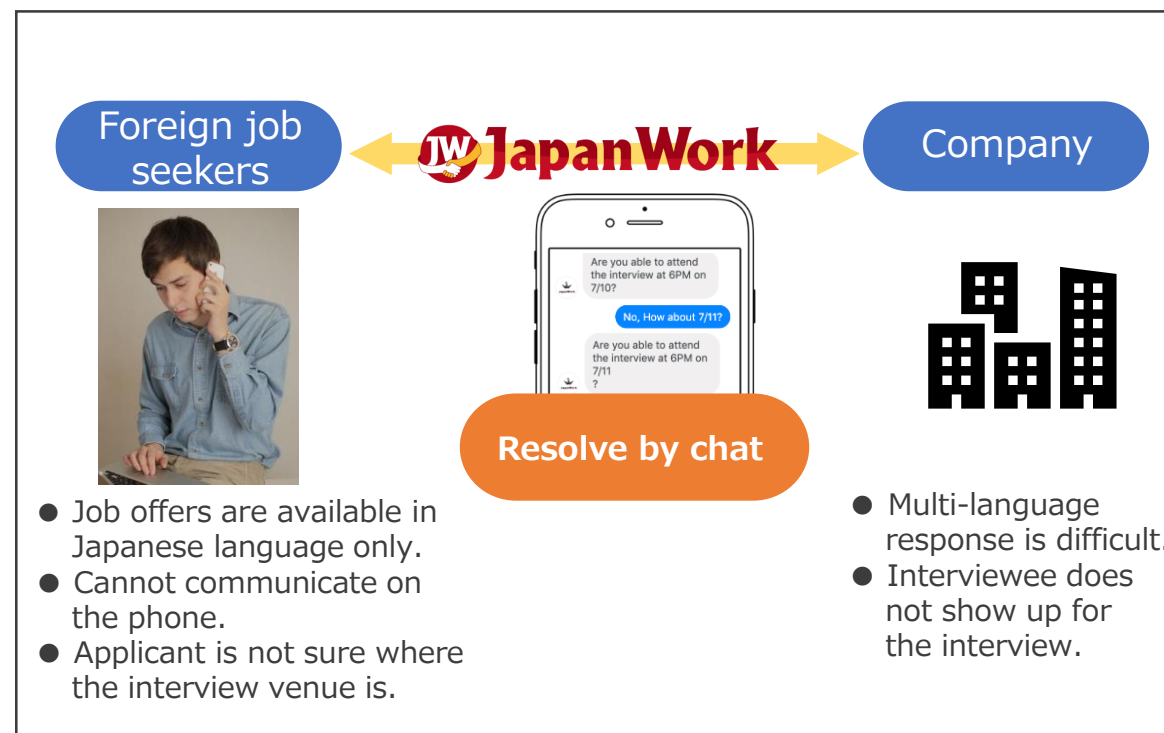 Foreign job
seekers
JW JapanWork
Company
Are you able to attend
the interview at 6PM on
7/10?
No, How about 7/11?
Are you able to attend
the interview at 6PM on
7/11
?
Resolve by chat
● Job offers are available in
Japanese language only.
● Cannot communicate on
the phone.
● Applicant is not sure where
the interview venue is.
● Multi-language
response is difficult.
● Interviewee does
not show up for
the interview.